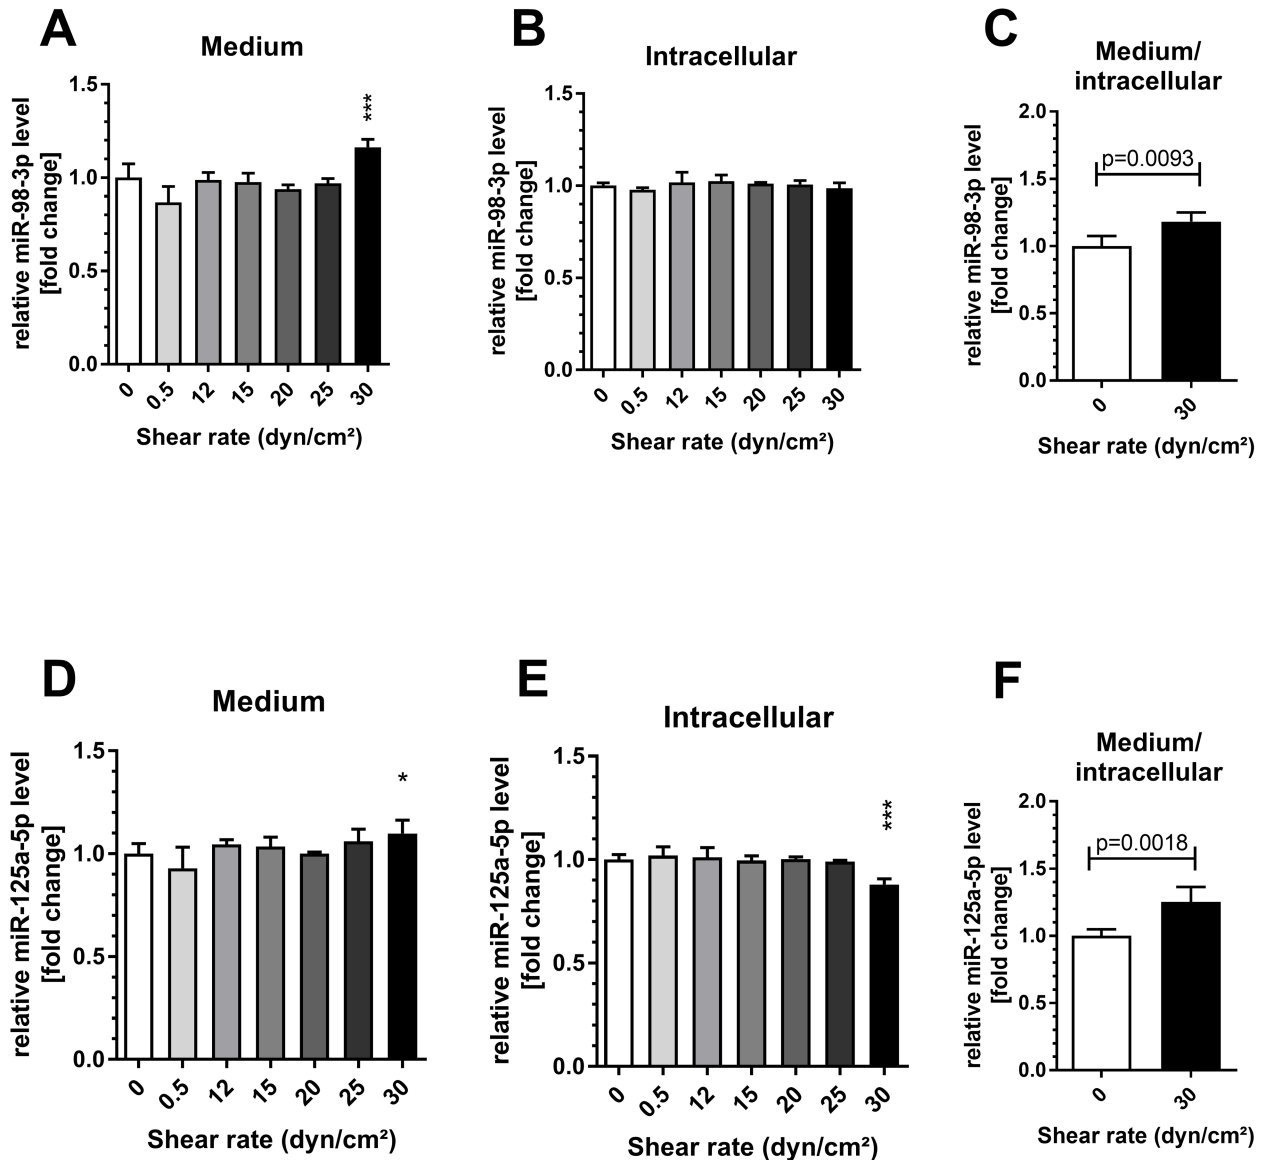 A
Medium
relative miR-98-3p level
[fold change]
1.5
1.0
0.5
0.0
***
0 0.5 12 15 20 25 30
Shear rate (dyn/cm²)
B
Intracellular
relative miR-98-3p level
[fold change]
1.5
1.0
0.5
0.0
0 0.5 12 15 20 25 30
Shear rate (dyn/cm²)
C
Medium/
intracellular
relative miR-98-3p level
[fold change]
2.0
1.5
1.0
0.5
0.0
p=0.0093
0 30
Shear rate (dyn/cm²)
D
Medium
relative miR-125a-5p level
[fold change]
1.5
1.0
0.5
0.0
*
0 0.5 12 15 20 25 30
Shear rate (dyn/cm²)
E
Intracellular
relative miR-125a-5p level
[fold change]
1.5
1.0
0.5
0.0
***
0 0.5 12 15 20 25 30
Shear rate (dyn/cm²)
F
Medium/
intracellular
relative miR-125a-5p level
[fold change]
2.0
1.5
1.0
0.5
0.0
p=0.0018
0 30
Shear rate (dyn/cm²)